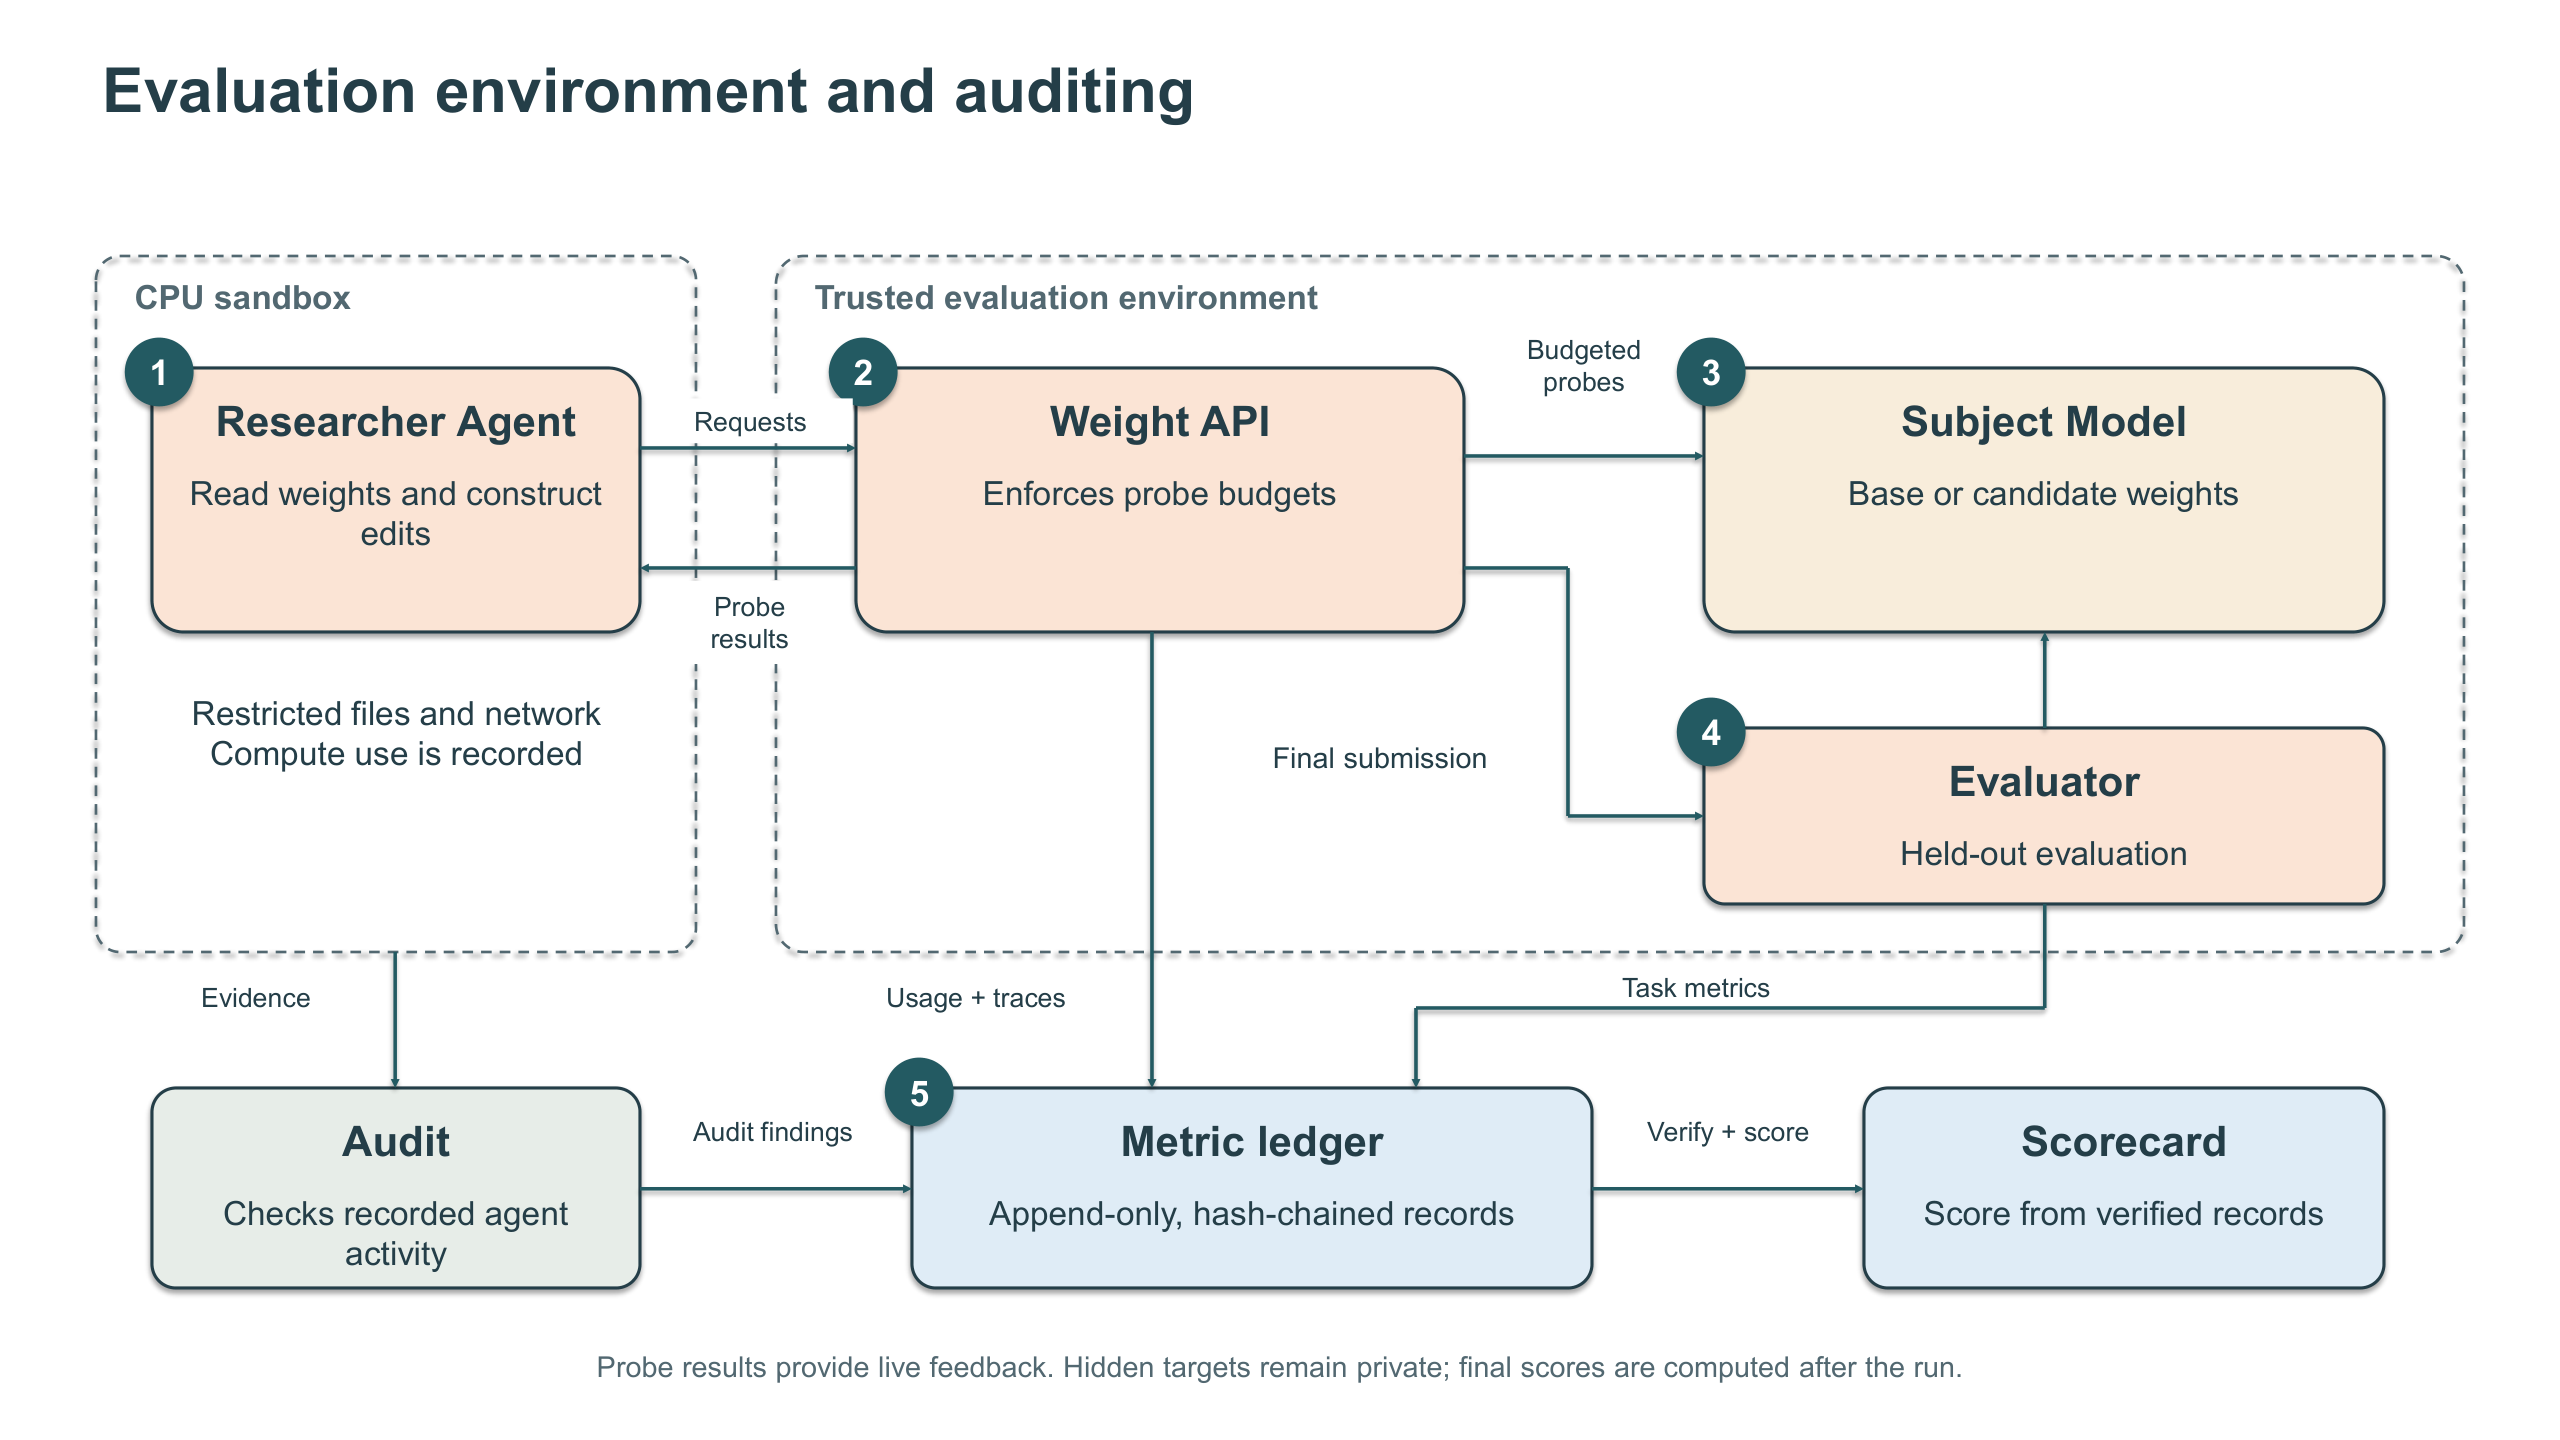 Evaluation environment and auditing
CPU sandbox
Trusted evaluation environment
1
Researcher Agent
Read weights and construct
edits
Restricted files and network
Compute use is recorded
Requests
Probe
results
2
Weight API
Enforces probe budgets
Budgeted
probes
3
Subject Model
Base or candidate weights
Final submission
4
Evaluator
Held-out evaluation
Evidence
Usage + traces
Task metrics
Audit
Checks recorded agent
activity
Audit findings
5
Metric ledger
Append-only, hash-chained records
Verify + score
Scorecard
Score from verified records
Probe results provide live feedback. Hidden targets remain private; final scores are computed after the run.